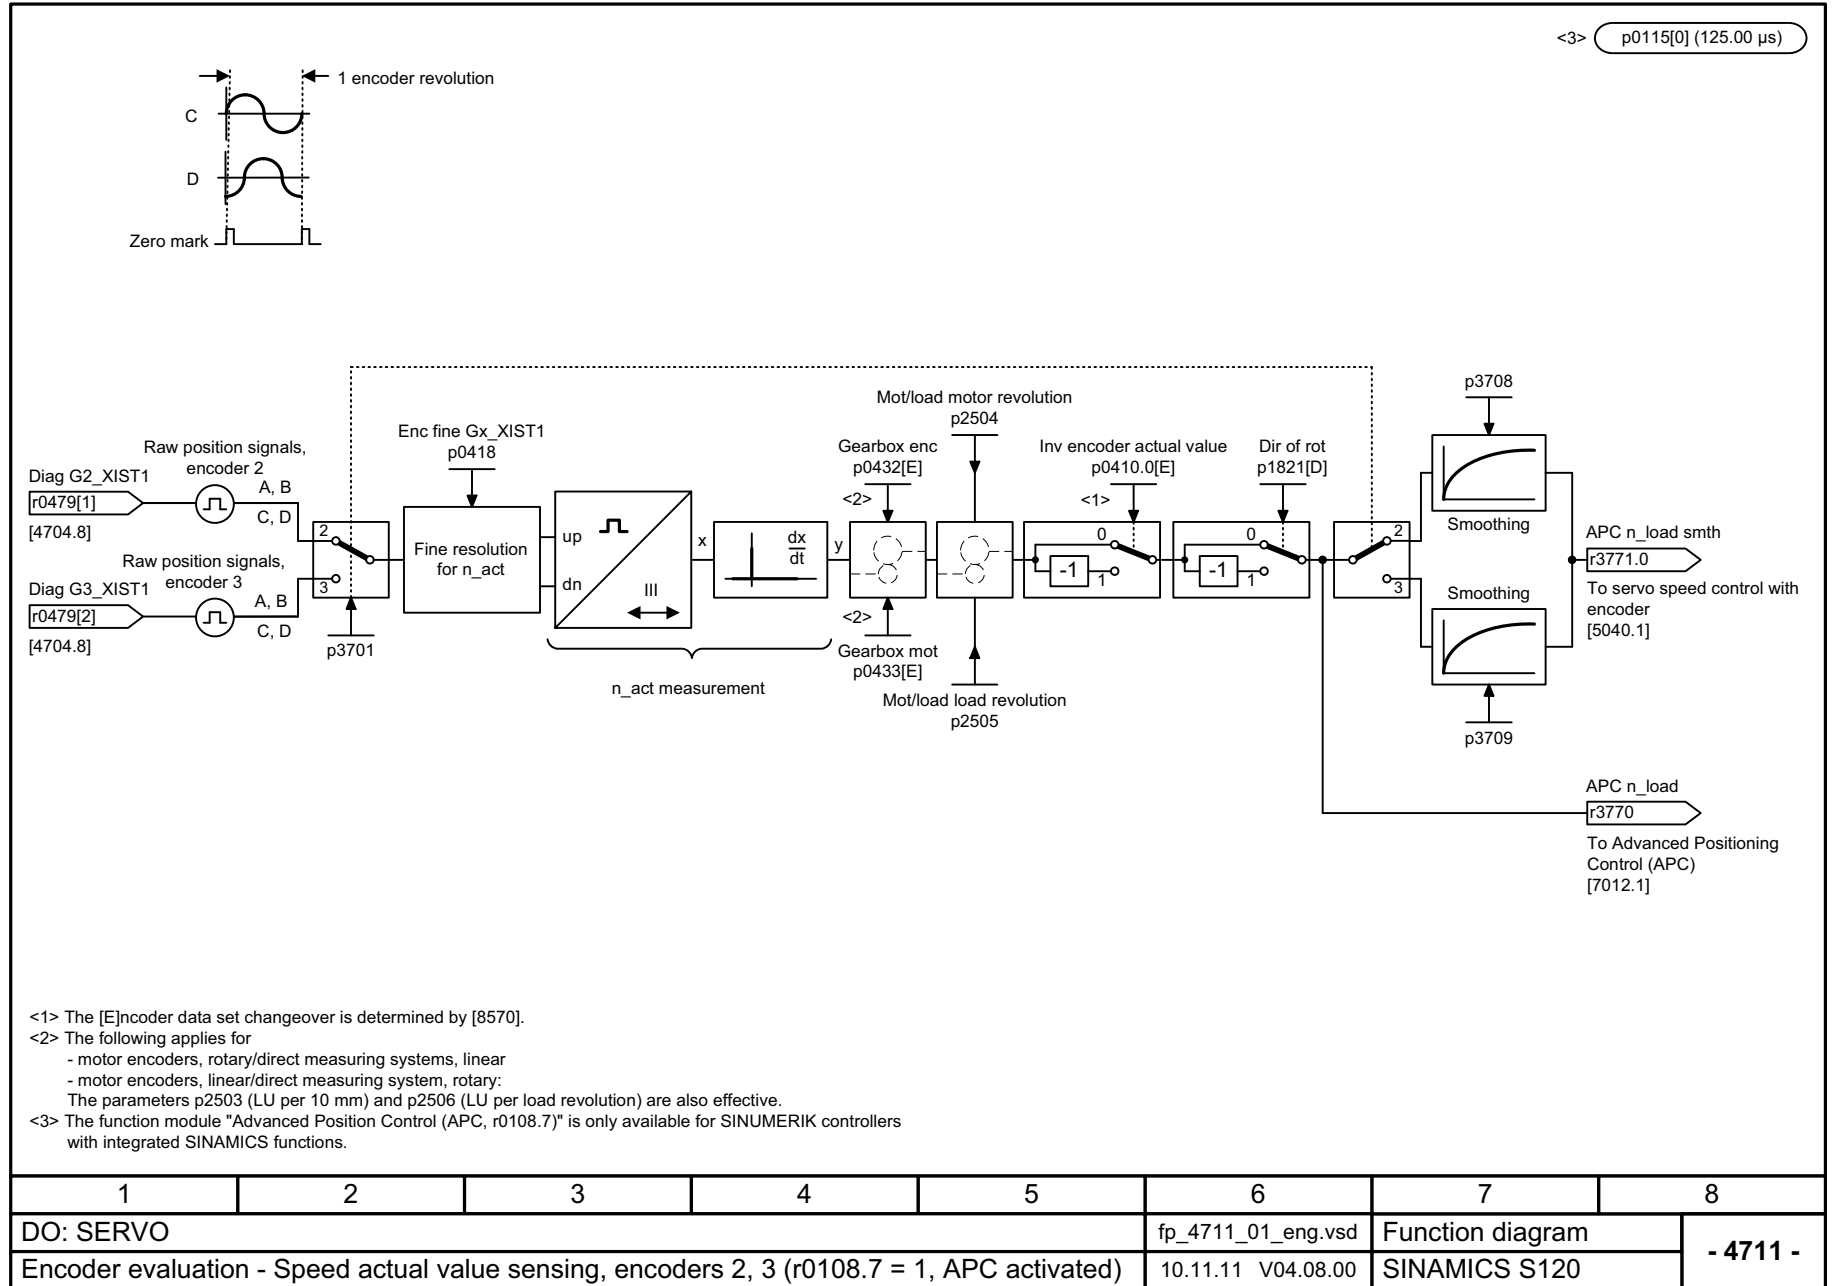 <3> p0115[0] (125.00 µs)
1 encoder revolution
C
D
Zero mark
Raw position signals,
encoder 2
Diag G2_XIST1
r0479[1]
[4704.8]
A, B
C, D
Raw position signals,
encoder 3
Diag G3_XIST1
r0479[2]
[4704.8]
A, B
C, D
2
3
p3701
Enc fine Gx_XIST1
p0418
Fine resolution
for n_act
up
dn
III
x
dx
dt
y
n_act measurement
Gearbox enc
p0432[E]
<2>
<2>
Gearbox mot
p0433[E]
Mot/load motor revolution
p2504
Mot/load load revolution
p2505
Inv encoder actual value
p0410.0[E]
<1>
0
-1
1
Dir of rot
p1821[D]
0
-1
1
2
3
p3708
Smoothing
Smoothing
p3709
APC n_load smth
r3771.0
To servo speed control with
encoder
[5040.1]
APC n_load
r3770
To Advanced Positioning
Control (APC)
[7012.1]
<1> The [E]ncoder data set changeover is determined by [8570].
<2> The following applies for
- motor encoders, rotary/direct measuring systems, linear
- motor encoders, linear/direct measuring system, rotary:
The parameters p2503 (LU per 10 mm) and p2506 (LU per load revolution) are also effective.
<3> The function module "Advanced Position Control (APC, r0108.7)" is only available for SINUMERIK controllers
with integrated SINAMICS functions.
1 2 3 4 5 6 7 8
DO: SERVO
fp_4711_01_eng.vsd
Function diagram
- 4711 -
Encoder evaluation - Speed actual value sensing, encoders 2, 3 (r0108.7 = 1, APC activated)
10.11.11 V04.08.00
SINAMICS S120